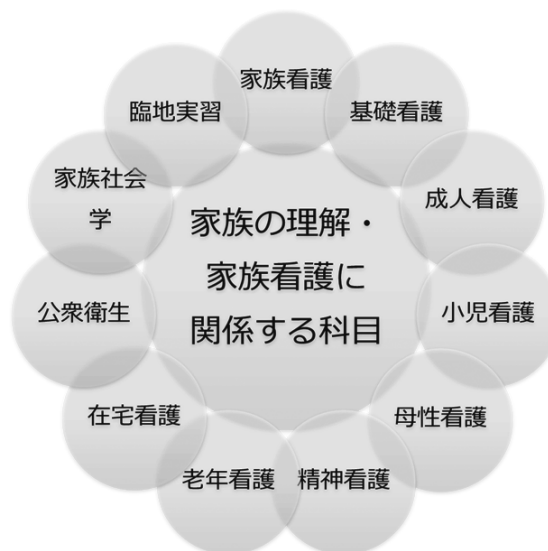 家族看護
基礎看護
成人看護
小児看護
母性看護
精神看護
老年看護
在宅看護
公衆衛生
家族社会
学
臨地実習
家族の理解・
家族看護に
関係する科目